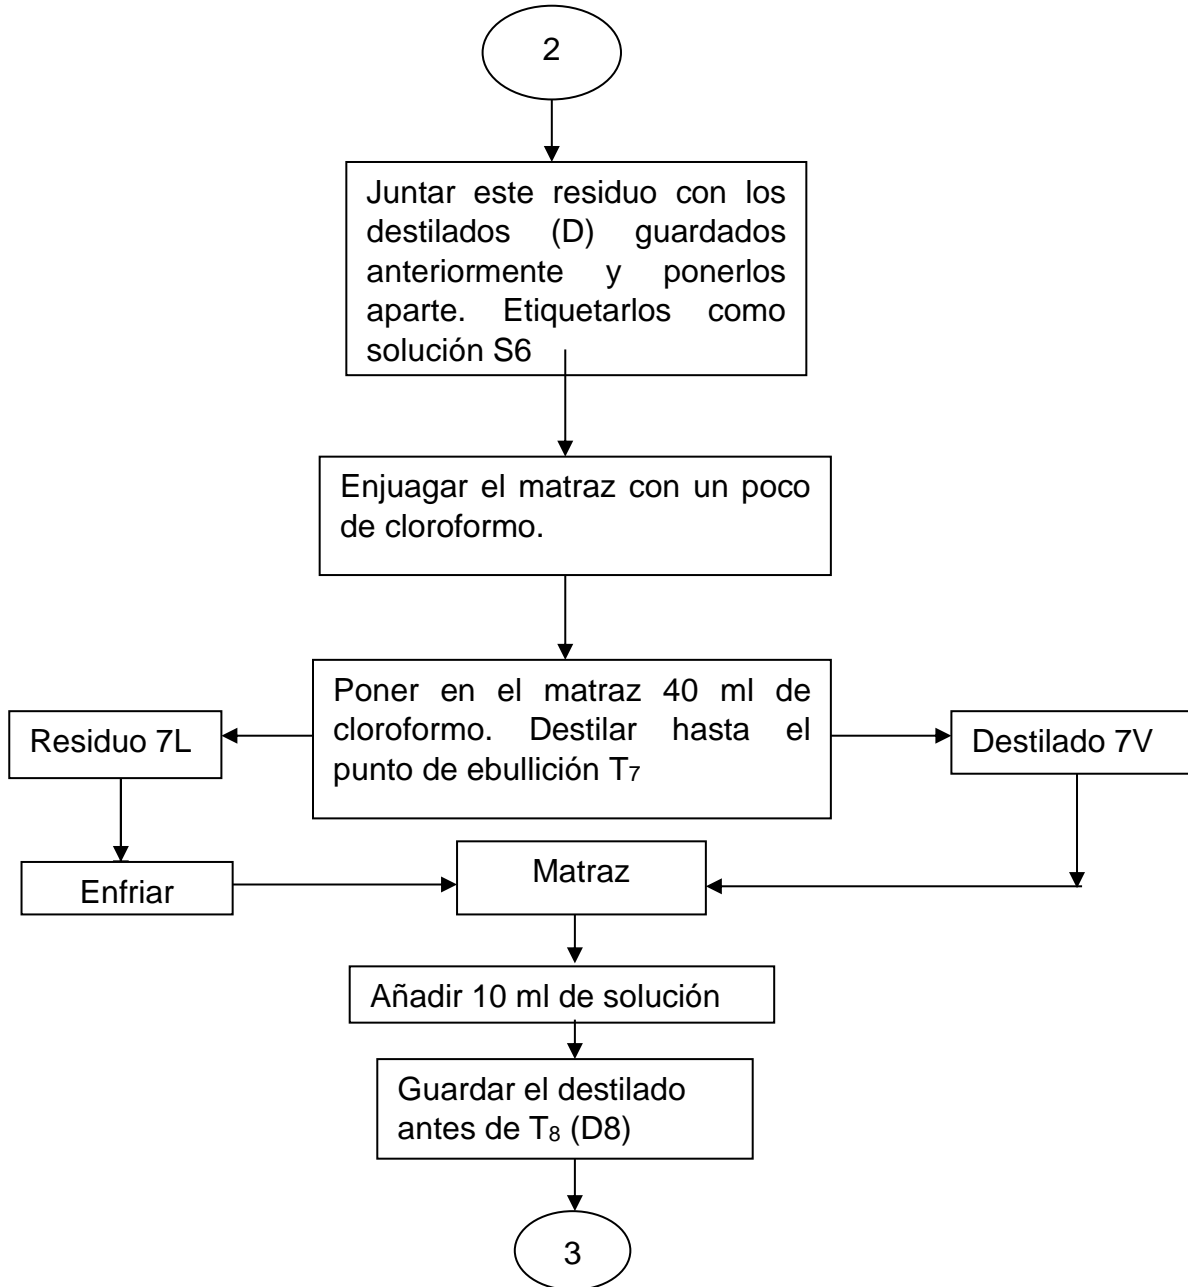 2
Juntar este residuo con los
destilados (D) guardados
anteriormente y ponerlos
aparte. Etiquetarlos como
solución S6
Enjuagar el matraz con un poco
de cloroformo.
Poner en el matraz 40 ml de
cloroformo. Destilar hasta el
punto de ebullición T₇
Residuo 7L
Destilado 7V
Enfriar
Matraz
Añadir 10 ml de solución
Guardar el destilado
antes de T₈ (D8)
3